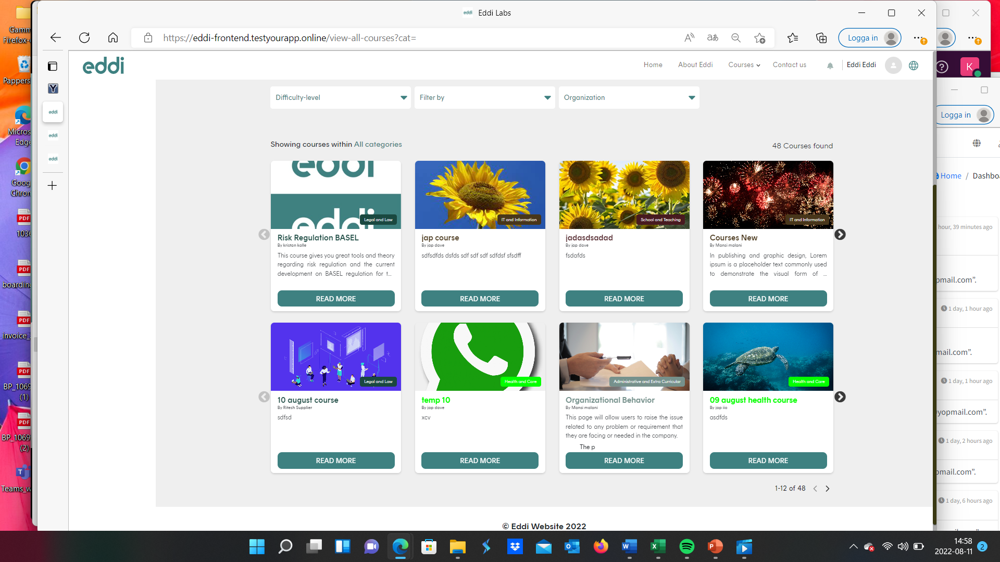 Eddi Labs
https://eddi-frontend.testyourapp.online/view-all-courses?cat=
Logga in
eddi
Home
About Eddi
Courses
Contact us
Eddi Eddi
Difficulty-level
Filter by
Organization
Showing courses within All categories
48 Courses found
eddi
eddi
Legal and Law
IT and Information
School and Teaching
IT and Information
Risk Regulation BASEL
By kristan kalle
This course gives you great tools and theory
regarding risk regulation and the current
development on BASEL regulation for t...
READ MORE
jap course
By jap dave
sdfsdfds dsfds sdf sdf sdf sdfdsf sfsdff
READ MORE
jadasdsadad
By jap dave
fsdafds
READ MORE
Courses New
By Mansi malani
In publishing and graphic design, Lorem
ipsum is a placeholder text commonly used
to demonstrate the visual form of ...
READ MORE
Legal and Law
10 august course
By Ritesh Supplier
sdfsd
READ MORE
Health and Care
temp 10
By jap dave
xcv
READ MORE
Administrative and Extra Curricular
Organizational Behavior
By Mansi malani
This page will allow users to raise the issue
related to any problem or requirement that
they are facing or needed in the company.
The p
READ MORE
Health and Care
09 august health course
By jap jio
asdfds
READ MORE
1-12 of 48
© Eddi Website 2022
K
Logga in
Home / Dashbo
hour, 39 minutes ago
opmail.com”.
1 day, 1 hour ago
mail.com”.
1 day, 1 hour ago
yopmail.com”.
1 day, 2 hours ago
opmail.com”.
1 day, 6 hours ago
Firefox-
Pappers
Micros
Edge
Goog
Chrom
PDF
1036
PDF
boarding
PDF
invoice_
PDF
BP_1069
(1)
PDF
BP_1069
(2)
Teams_w
14:58
2022-08-11
2